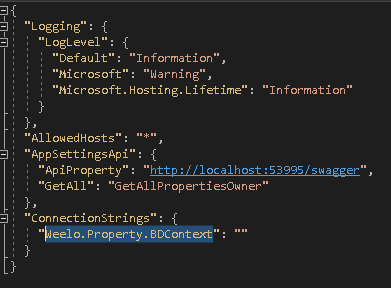 {
"Logging": {
"LogLevel": {
"Default": "Information",
"Microsoft": "Warning",
"Microsoft.Hosting.Lifetime": "Information"
}
},
"AllowedHosts": "*",
"AppSettingsApi": {
"ApiProperty": "http://localhost:53995/swagger",
"GetAll": "GetAllPropertiesOwner"
},
"ConnectionStrings": {
"Weelo.Property.BDContext": ""
}
}